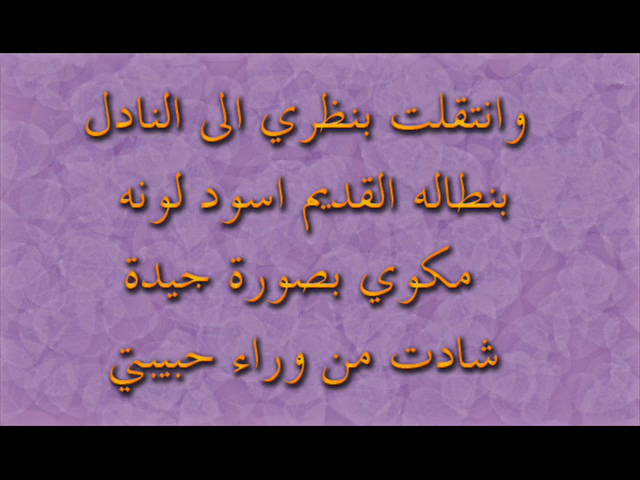 وانتقلت بنظري الى النادل
بنطاله القديم اسود لونه
مكوي بصورة جيدة
شادت من وراء حبيبتي